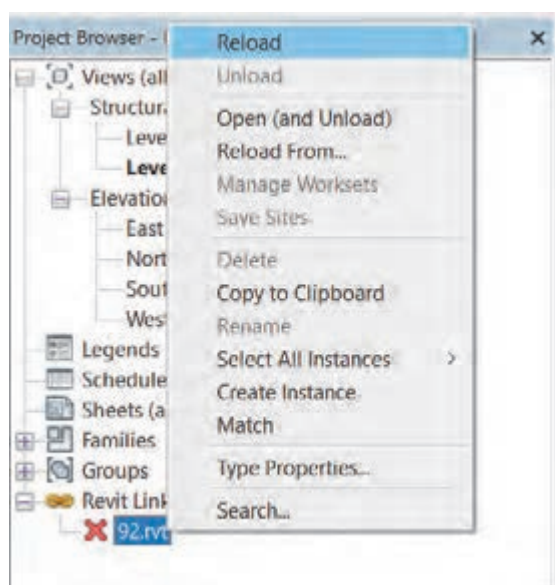 Project Browser -
Reload
Views (all
Unload
Structur
Open (and Unload)
Leve
Reload From...
Leve
Manage Worksets
Elevation
Save Sites
East
Nort
Delete
Sout
Copy to Clipboard
Wes
Rename
Legends
Select All Instances
Schedule
Create Instance
Sheets (a
Match
Families
Groups
Type Properties...
Revit Link
Search...
92.rvt